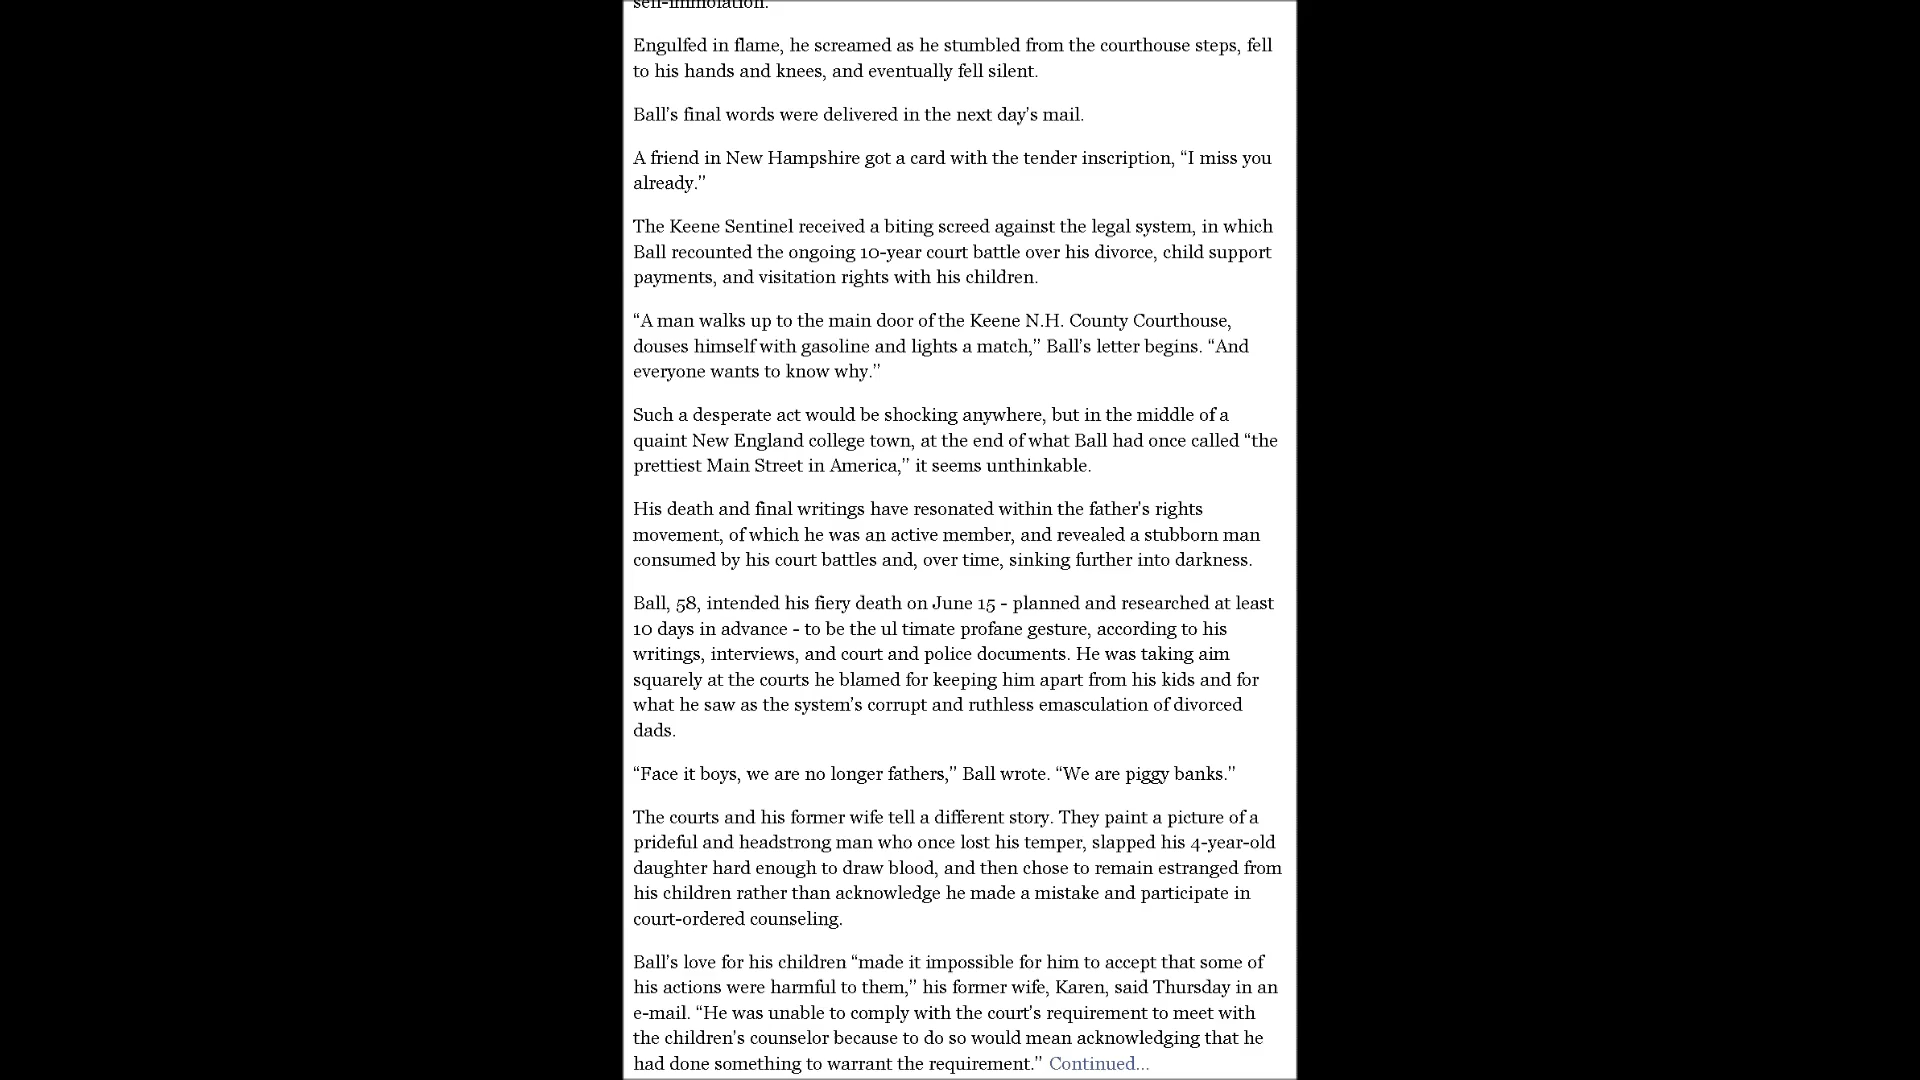 self-immolation.
Engulfed in flame, he screamed as he stumbled from the courthouse steps, fell
to his hands and knees, and eventually fell silent.
Ball's final words were delivered in the next day's mail.
A friend in New Hampshire got a card with the tender inscription, “I miss you
already.’’
The Keene Sentinel received a biting screed against the legal system, in which
Ball recounted the ongoing 10-year court battle over his divorce, child support
payments, and visitation rights with his children.
“A man walks up to the main door of the Keene N.H. County Courthouse,
douses himself with gasoline and lights a match,’’ Ball’s letter begins. “And
everyone wants to know why.’’
Such a desperate act would be shocking anywhere, but in the middle of a
quaint New England college town, at the end of what Ball had once called “the
prettiest Main Street in America,’’ it seems unthinkable.
His death and final writings have resonated within the father’s rights
movement, of which he was an active member, and revealed a stubborn man
consumed by his court battles and, over time, sinking further into darkness.
Ball, 58, intended his fiery death on June 15 - planned and researched at least
10 days in advance - to be the ul timate profane gesture, according to his
writings, interviews, and court and police documents. He was taking aim
squarely at the courts he blamed for keeping him apart from his kids and for
what he saw as the system’s corrupt and ruthless emasculation of divorced
dads.
“Face it boys, we are no longer fathers,’’ Ball wrote. “We are piggy banks.’’
The courts and his former wife tell a different story. They paint a picture of a
prideful and headstrong man who once lost his temper, slapped his 4-year-old
daughter hard enough to draw blood, and then chose to remain estranged from
his children rather than acknowledge he made a mistake and participate in
court-ordered counseling.
Ball’s love for his children “made it impossible for him to accept that some of
his actions were harmful to them,’’ his former wife, Karen, said Thursday in an
e-mail. “He was unable to comply with the court’s requirement to meet with
the children’s counselor because to do so would mean acknowledging that he
had done something to warrant the requirement.’’ Continued...